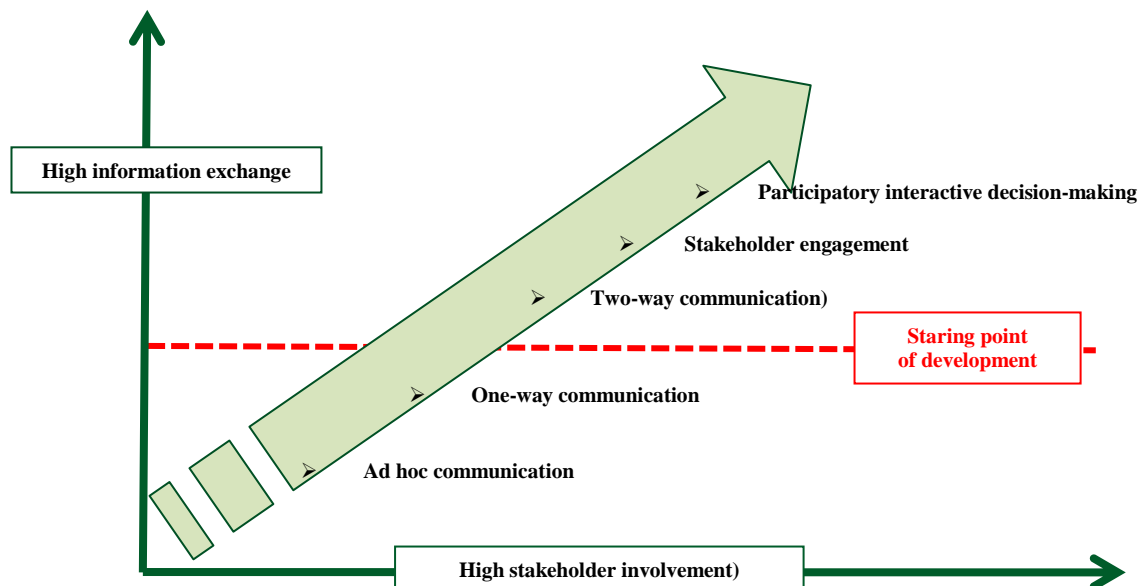 High information exchange
Participatory interactive decision-making
Stakeholder engagement
Two-way communication)
Staring point
of development
One-way communication
Ad hoc communication
High stakeholder involvement)